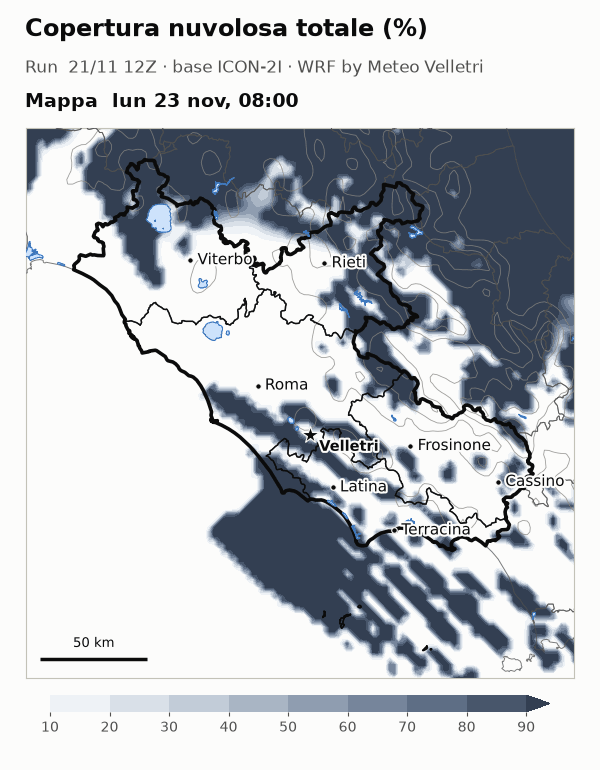 Copertura nuvolosa totale (%)
Run  21/11 12Z · base ICON-2I · WRF by Meteo Velletri
Mappa  lun 23 nov, 08:00
Viterbo
Rieti
Roma
Velletri
Frosinone
Latina
Cassino
Terracina
50 km
10 20 30 40 50 60 70 80 90